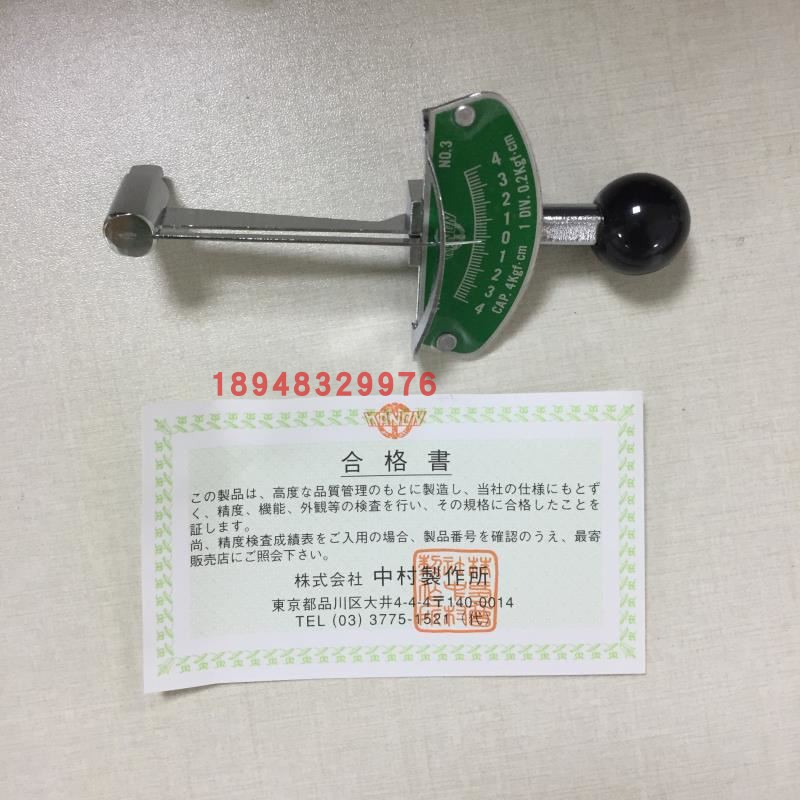 NO.3
4 3 2 1 0 1 2 3 4
CAP. 4Kgf·cm 1 DIV. 0.2Kgf·cm
18948329976
KANON
合格書
この製品は、高度な品質管理のもとに製造し、当社の仕様にもとず
く、精度、機能、外観等の検査を行い、その規格に合格したことを
証します。
尚、精度検査成績表をご入用の場合、製品番号を確認のうえ、最寄
販売店にご照会下さい。
株式会社 中村製作所
東京都品川区大井4-4-4〒140-0014
TEL (03) 3775-1521 (代)